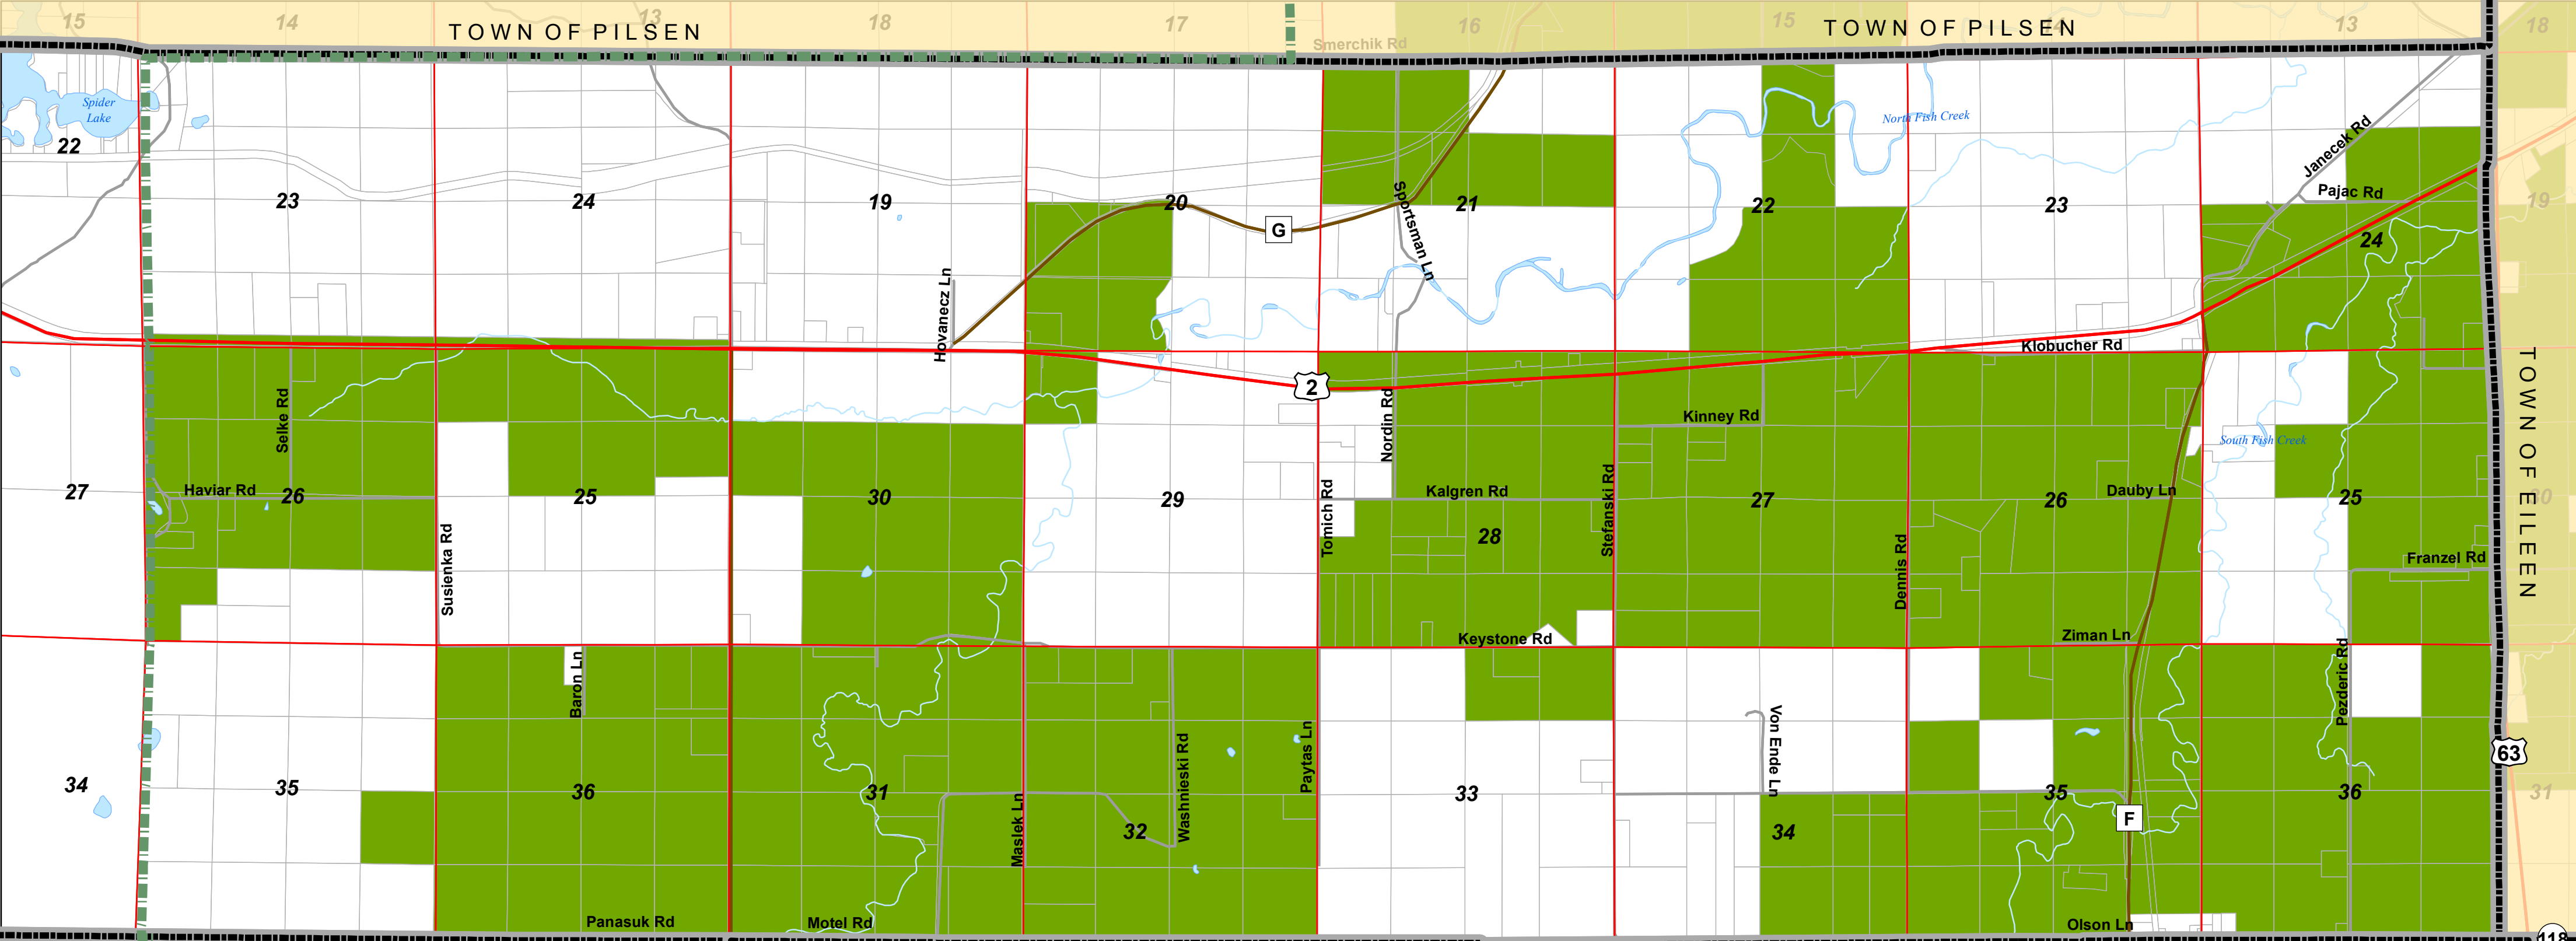 15
14
13
18
17
16
15
14
13
18
TOWN OF PILSEN
TOWN OF PILSEN
Smerchik Rd
Spider
Lake
North Fish Creek
Janecek Rd
Pajac Rd
22
23
24
19
20
21
22
23
24
19
G
Sportsman Ln
Hovanecz Ln
Klobucher Rd
2
TOWN OF EILEEN
Selke Rd
Nordin Rd
Kinney Rd
South Fish Creek
Haviar Rd
Kalgren Rd
Dauby Ln
27
26
25
30
29
28
27
26
25
30
Susienka Rd
Tomich Rd
Stefanski Rd
Dennis Rd
Franzel Rd
Keystone Rd
Ziman Ln
Baron Ln
Pezderic Rd
Von Ende Ln
Paytas Ln
Washnieski Rd
63
34
35
36
31
32
33
34
35
36
31
Maslek Ln
F
Panasuk Rd
Motel Rd
Olson Ln
118